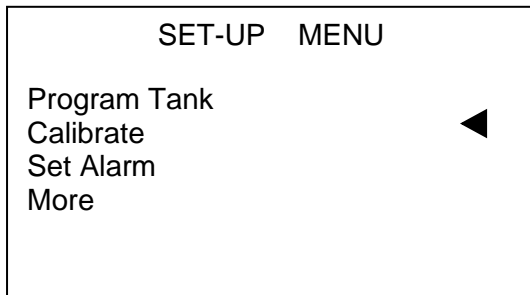 SET-UP MENU
Program Tank
Calibrate
Set Alarm
More